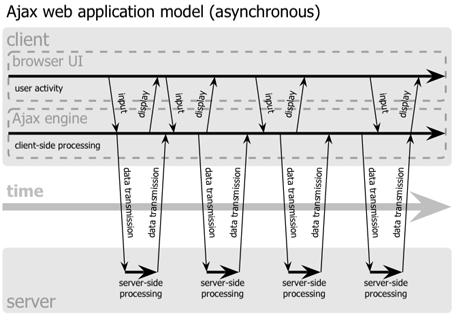 Ajax web application model (asynchronous)
client
browser UI
user activity
input
display
input
display
input
display
input
display
Ajax engine
client-side processing
data transmission
data transmission
data transmission
data transmission
data transmission
data transmission
data transmission
data transmission
time
server-side
processing
server-side
processing
server-side
processing
server-side
processing
server